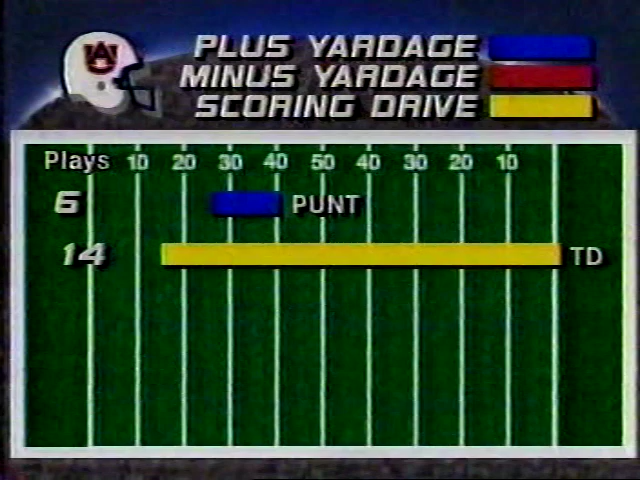 AU
PLUS YARDAGE
MINUS YARDAGE
SCORING DRIVE
Plays 10 20 30 40 50 40 30 20 10
6 PUNT
14 TD